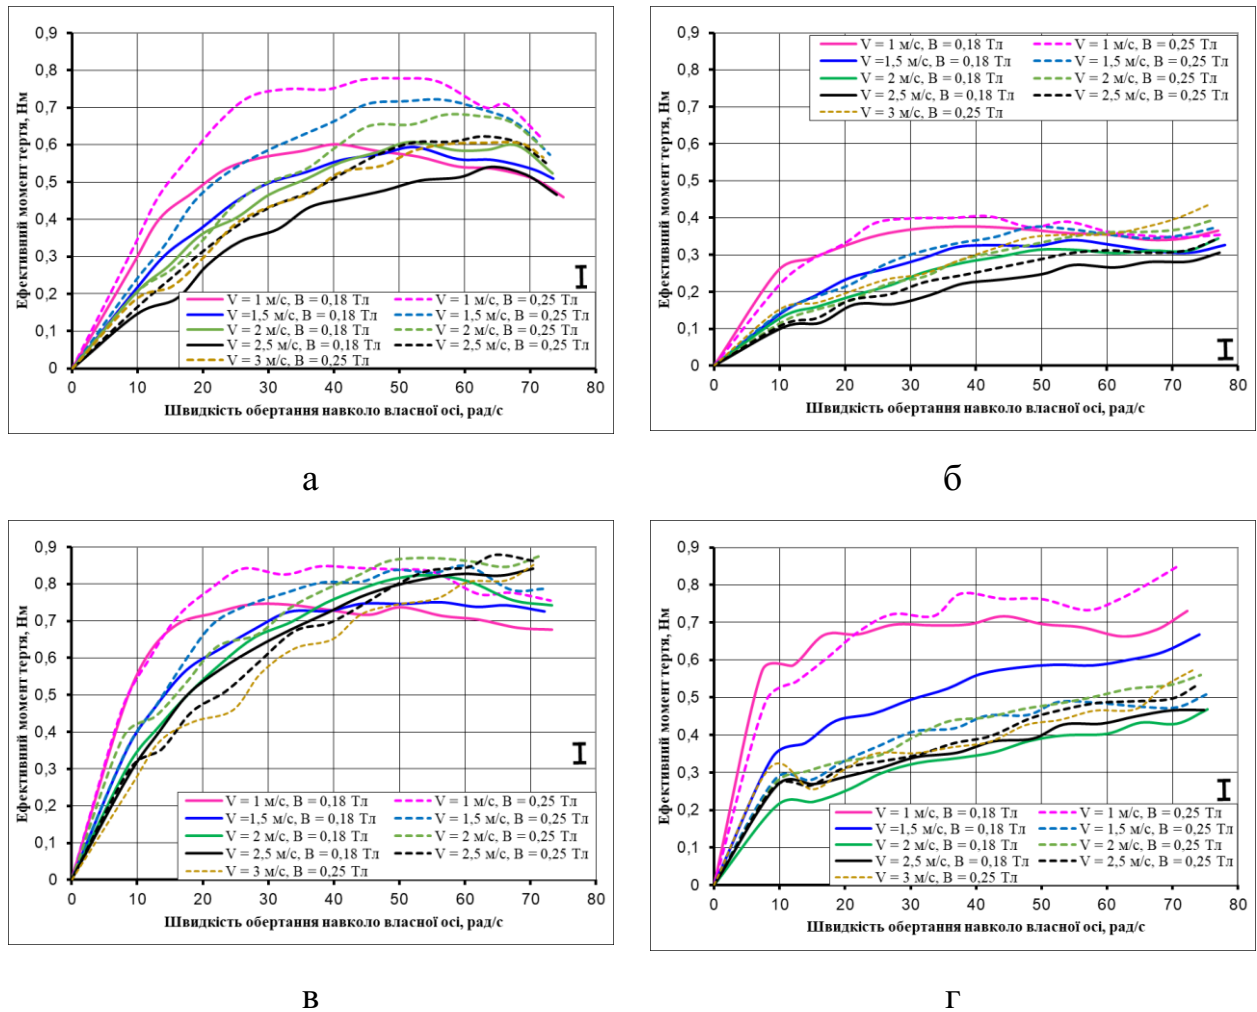 0,9
0,8
0,7
0,6
0,5
0,4
0,3
0,2
0,1
0
0 10 20 30 40 50 60 70 80
Ефективний момент тертя, Нм
Швидкість обертання навколо власної осі, рад/с
V = 1 м/с, В = 0,18 Тл V = 1 м/с, В = 0,25 Тл
V =1,5 м/с, В = 0,18 Тл V = 1,5 м/с, В = 0,25 Тл
V = 2 м/с, В = 0,18 Тл V = 2 м/с, В = 0,25 Тл
V = 2,5 м/с, В = 0,18 Тл V = 2,5 м/с, В = 0,25 Тл
V = 3 м/с, В = 0,25 Тл
а
0,9
0,8
0,7
0,6
0,5
0,4
0,3
0,2
0,1
0
0 10 20 30 40 50 60 70 80
Ефективний момент тертя, Нм
Швидкість обертання навколо власної осі, рад/с
V = 1 м/с, В = 0,18 Тл V = 1 м/с, В = 0,25 Тл
V =1,5 м/с, В = 0,18 Тл V = 1,5 м/с, В = 0,25 Тл
V = 2 м/с, В = 0,18 Тл V = 2 м/с, В = 0,25 Тл
V = 2,5 м/с, В = 0,18 Тл V = 2,5 м/с, В = 0,25 Тл
V = 3 м/с, В = 0,25 Тл
б
0,9
0,8
0,7
0,6
0,5
0,4
0,3
0,2
0,1
0
0 10 20 30 40 50 60 70 80
Ефективний момент тертя, Нм
Швидкість обертання навколо власної осі, рад/с
V = 1 м/с, В = 0,18 Тл V = 1 м/с, В = 0,25 Тл
V =1,5 м/с, В = 0,18 Тл V = 1,5 м/с, В = 0,25 Тл
V = 2 м/с, В = 0,18 Тл V = 2 м/с, В = 0,25 Тл
V = 2,5 м/с, В = 0,18 Тл V = 2,5 м/с, В = 0,25 Тл
V = 3 м/с, В = 0,25 Тл
в
0,9
0,8
0,7
0,6
0,5
0,4
0,3
0,2
0,1
0
0 10 20 30 40 50 60 70 80
Ефективний момент тертя, Нм
Швидкість обертання навколо власної осі, рад/с
V = 1 м/с, В = 0,18 Тл V = 1 м/с, В = 0,25 Тл
V =1,5 м/с, В = 0,18 Тл V = 1,5 м/с, В = 0,25 Тл
V = 2 м/с, В = 0,18 Тл V = 2 м/с, В = 0,25 Тл
V = 2,5 м/с, В = 0,18 Тл V = 2,5 м/с, В = 0,25 Тл
V = 3 м/с, В = 0,25 Тл
г